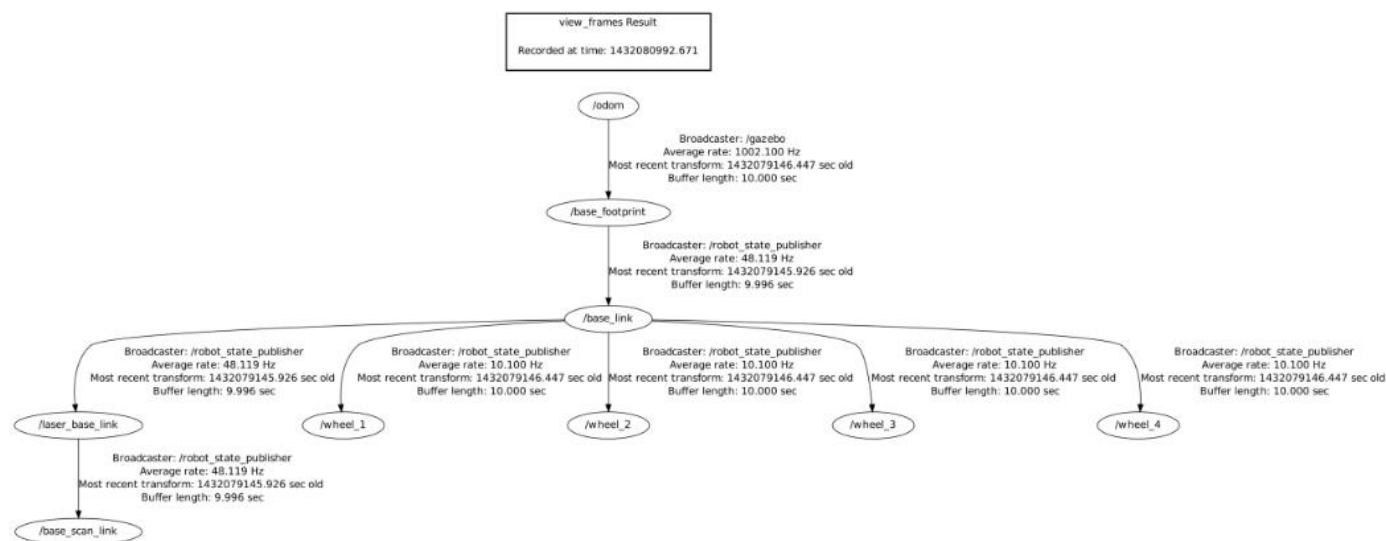 view_frames Result
Recorded at time: 1432080992.671
/odom
Broadcaster: /gazebo
Average rate: 1002.100 Hz
Most recent transform: 1432079146.447 sec old
Buffer length: 10.000 sec
/base_footprint
Broadcaster: /robot_state_publisher
Average rate: 48.119 Hz
Most recent transform: 1432079145.926 sec old
Buffer length: 9.996 sec
/base_link
Broadcaster: /robot_state_publisher
Average rate: 48.119 Hz
Most recent transform: 1432079145.926 sec old
Buffer length: 9.996 sec
Broadcaster: /robot_state_publisher
Average rate: 10.100 Hz
Most recent transform: 1432079146.447 sec old
Buffer length: 10.000 sec
Broadcaster: /robot_state_publisher
Average rate: 10.100 Hz
Most recent transform: 1432079146.447 sec old
Buffer length: 10.000 sec
Broadcaster: /robot_state_publisher
Average rate: 10.100 Hz
Most recent transform: 1432079146.447 sec old
Buffer length: 10.000 sec
Broadcaster: /robot_state_publisher
Average rate: 10.100 Hz
Most recent transform: 1432079146.447 sec old
Buffer length: 10.000 sec
/laser_base_link
/wheel_1
/wheel_2
/wheel_3
/wheel_4
Broadcaster: /robot_state_publisher
Average rate: 48.119 Hz
Most recent transform: 1432079145.926 sec old
Buffer length: 9.996 sec
/base_scan_link